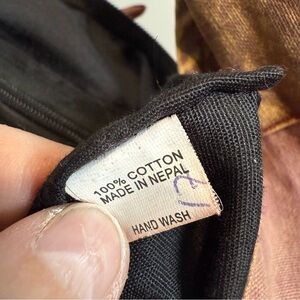 100% COTTON
MADE IN NEPAL
HAND WASH